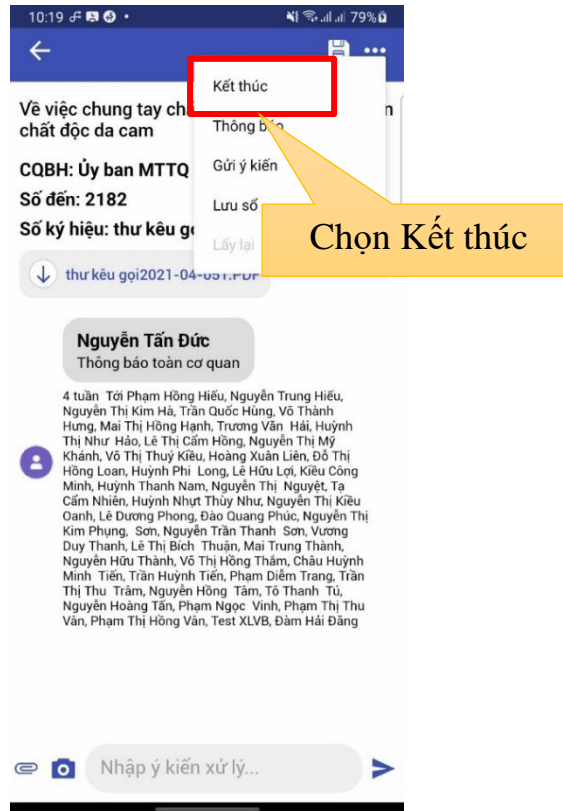 10:19
79%
Kết thúc
Về việc chung tay ch
n
chất độc da cam
Thông báo
CQBH: Ủy ban MTTQ
Gửi ý kiến
Số đến: 2182
Lưu sổ
Số ký hiệu: thư kêu gọ
Lấy lại
Chọn Kết thúc
thư kêu gọi2021-04-051.PDF
Nguyễn Tấn Đức
Thông báo toàn cơ quan
4 tuần Tới Phạm Hồng Hiếu, Nguyễn Trung Hiếu,
Nguyễn Thị Kim Hà, Trần Quốc Hùng, Võ Thành
Hưng, Mai Thị Hồng Hạnh, Trương Văn Hải, Huỳnh
Thị Như Hảo, Lê Thị Cẩm Hồng, Nguyễn Thị Mỹ
Khánh, Võ Thị Thuý Kiều, Hoàng Xuân Liên, Đỗ Thị
Hồng Loan, Huỳnh Phi Long, Lê Hữu Lợi, Kiều Công
Minh, Huỳnh Thanh Nam, Nguyễn Thị Nguyệt, Tạ
Cẩm Nhiên, Huỳnh Nhựt Thùy Như, Nguyễn Thị Kiều
Oanh, Lê Dương Phong, Đào Quang Phúc, Nguyễn Thị
Kim Phụng, Sơn, Nguyễn Trần Thanh Sơn, Vương
Duy Thanh, Lê Thị Bích Thuận, Mai Trung Thành,
Nguyễn Hữu Thành, Võ Thị Hồng Thắm, Châu Huỳnh
Minh Tiến, Trần Huỳnh Tiến, Phạm Diễm Trang, Trần
Thị Thu Trâm, Nguyễn Hồng Tâm, Tô Thanh Tú,
Nguyễn Hoàng Tấn, Phạm Ngọc Vinh, Phạm Thị Thu
Vân, Phạm Thị Hồng Vân, Test XLVB, Đàm Hải Đăng
Nhập ý kiến xử lý...